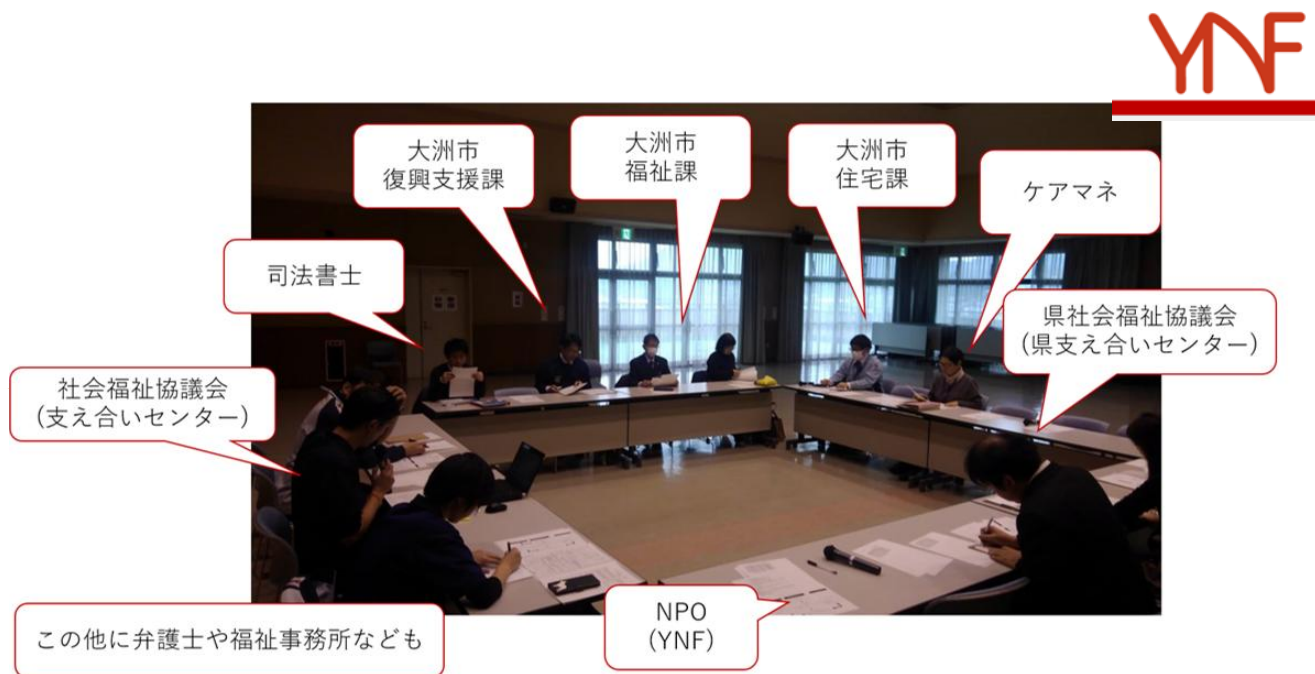 YNF
大洲市
復興支援課
大洲市
福祉課
大洲市
住宅課
ケアマネ
司法書士
県社会福祉協議会
(県支え合いセンター)
社会福祉協議会
(支え合いセンター)
この他に弁護士や福祉事務所なども
NPO
(YNF)